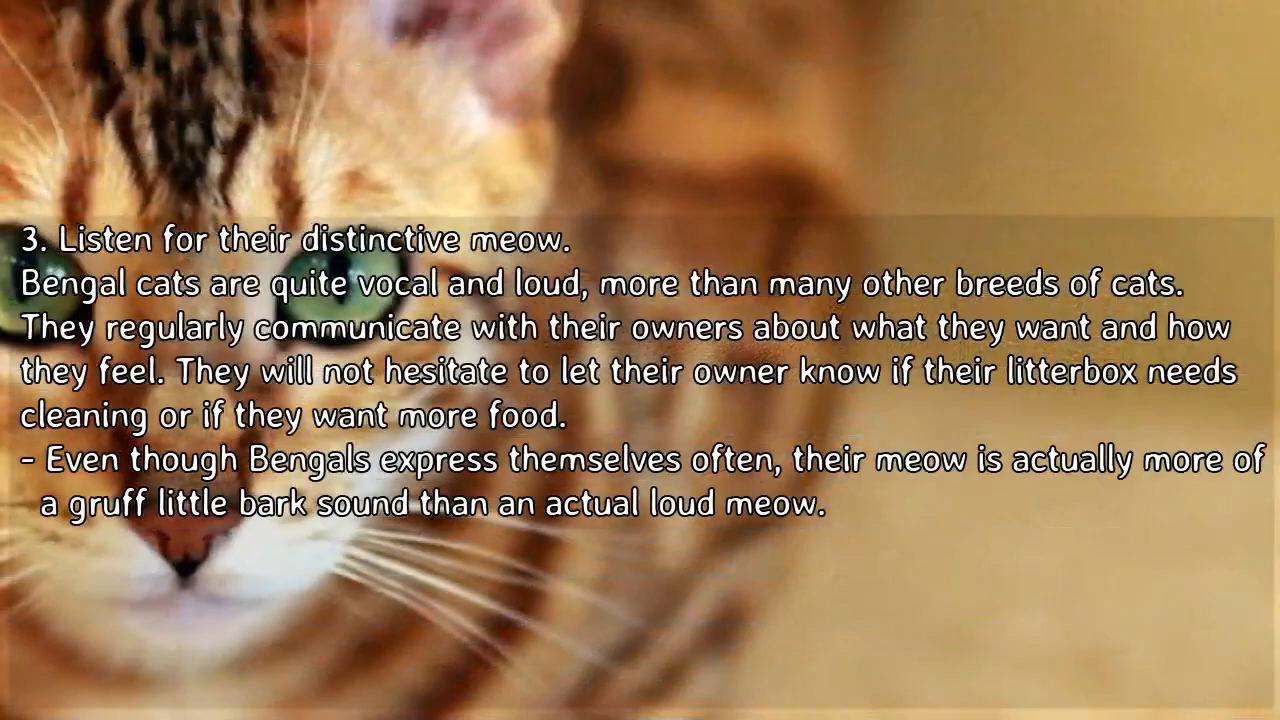 3. Listen for their distinctive meow.
Bengal cats are quite vocal and loud, more than many other breeds of cats.
They regularly communicate with their owners about what they want and how
they feel. They will not hesitate to let their owner know if their litterbox needs
cleaning or if they want more food.
- Even though Bengals express themselves often, their meow is actually more of
a gruff little bark sound than an actual loud meow.